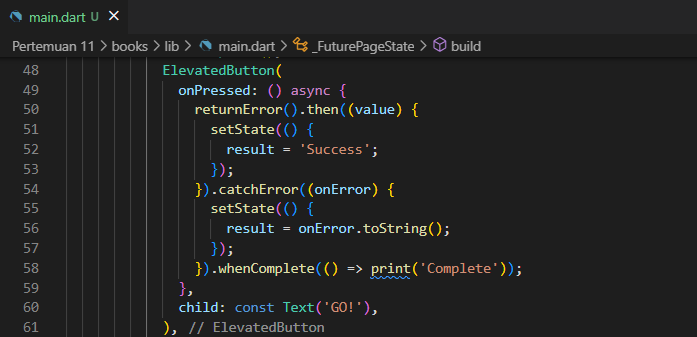 main.dart U ×
Pertemuan 11 > books > lib > main.dart > _FuturePageState > build
48 ElevatedButton(
49 onPressed: () async {
50 returnError().then((value) {
51 setState(() {
52 result = 'Success';
53 });
54 }).catchError((onError) {
55 setState(() {
56 result = onError.toString();
57 });
58 }).whenComplete(() => print('Complete'));
59 },
60 child: const Text('GO!'),
61 ), // ElevatedButton